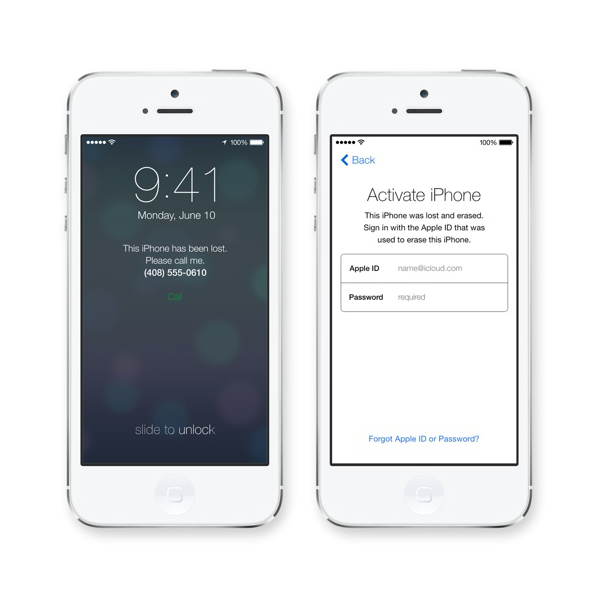 100%
9:41
Monday, June 10
This iPhone has been lost.
Please call me.
(408) 555-0610
Call
slide to unlock
100%
Back
Activate iPhone
This iPhone was lost and erased.
Sign in with the Apple ID that was
used to erase this iPhone.
Apple ID name@icloud.com
Password required
Forgot Apple ID or Password?